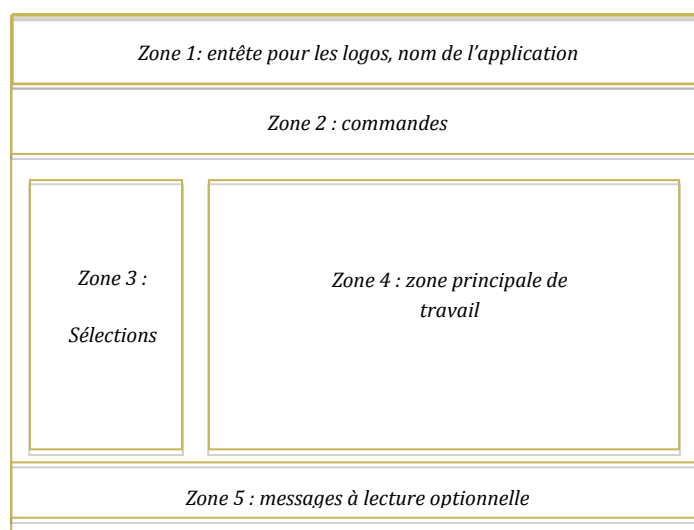 Zone 1: entête pour les logos, nom de l’application
Zone 2 : commandes
Zone 3 :
Sélections
Zone 4 : zone principale de
travail
Zone 5 : messages à lecture optionnelle